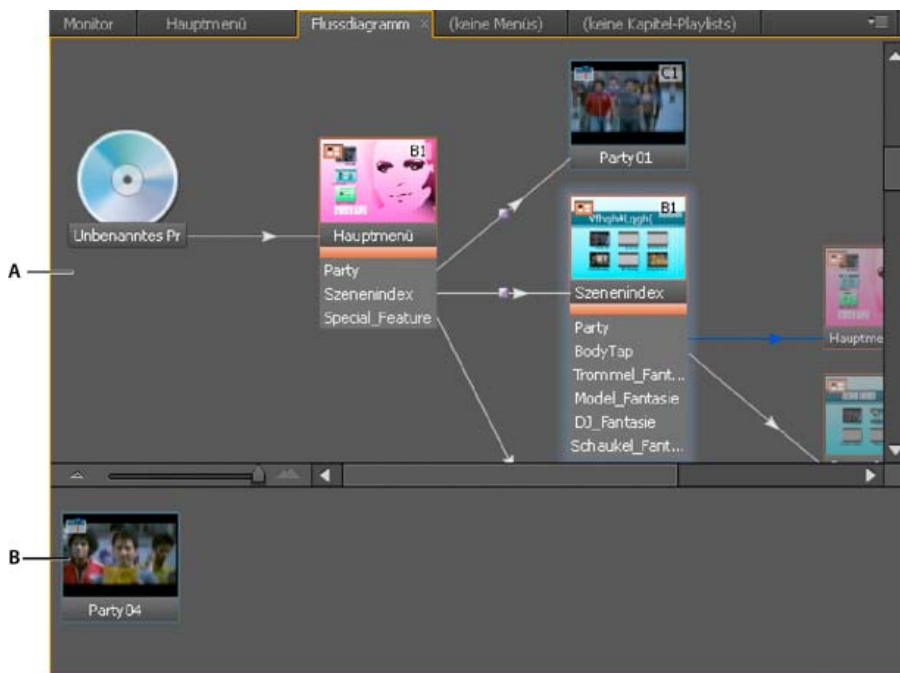 Monitor
Hauptmenü
Flussdiagramm ×
(keine Menüs)
(keine Kapitel-Playlists)
C1
Party 01
Unbenanntes Pr
B1
Hauptmenü
Party
Szenenindex
Special_Feature
B1
Szenenindex
Party
BodyTap
Trommel_Fant...
Model_Fantasie
DJ_Fantasie
Schaukel_Fant...
Hauptme
A
B
Party 04